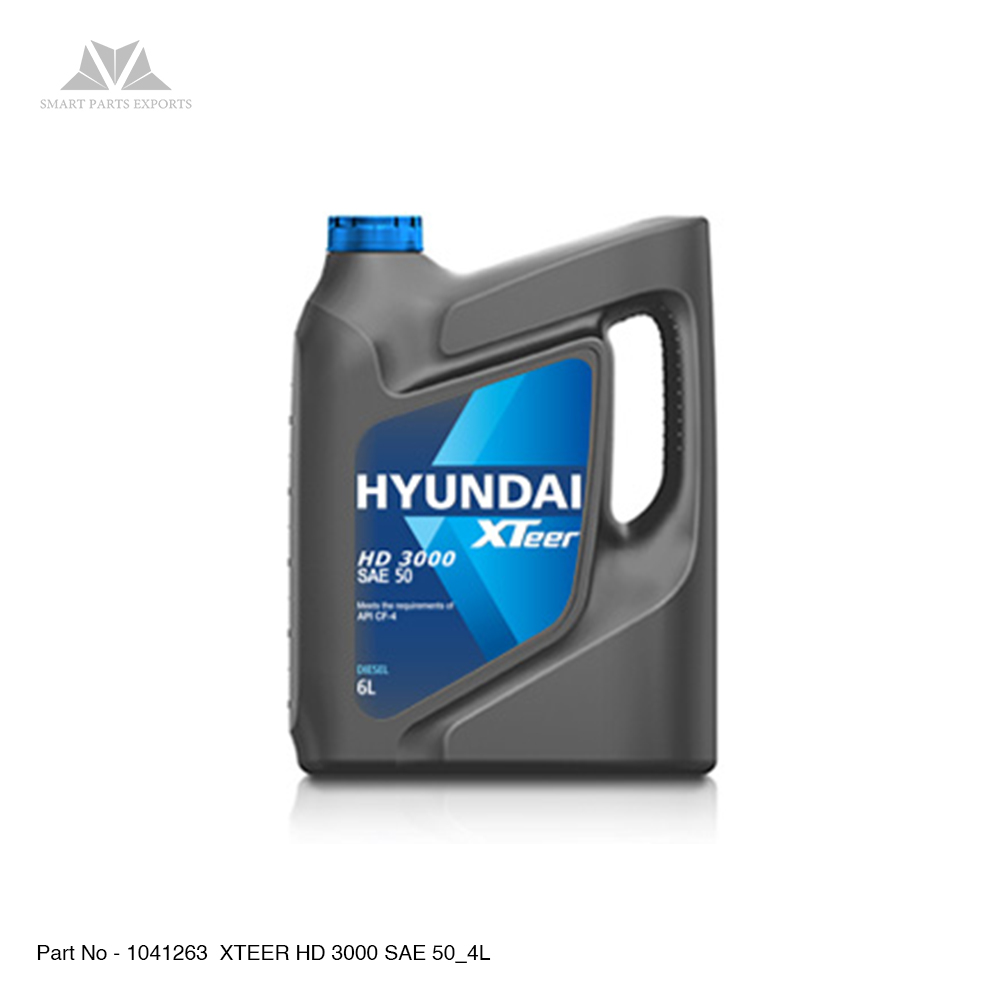 SMART PARTS EXPORTS
HYUNDAI
XTeer
HD 3000
SAE 50
Meets the requirements of
API CF-4
DIESEL
6L
Part No - 1041263 XTEER HD 3000 SAE 50_4L